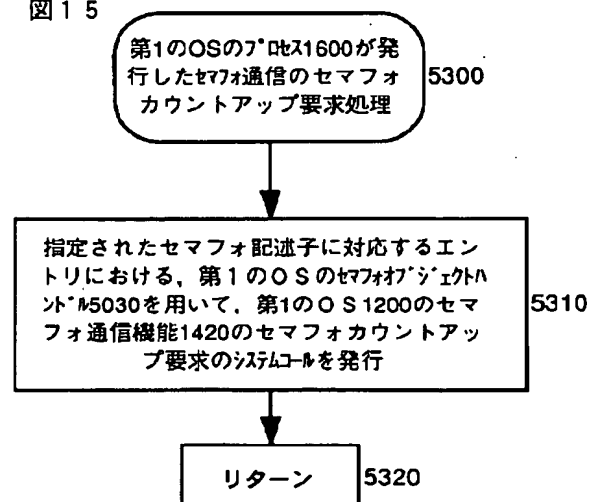 図15
第1のOSのﾌﾟﾛｾｽ1600が発
行したｾﾏﾌｫ通信のセマフォ
カウントアップ要求処理
5300
指定されたセマフォ記述子に対応するエン
トリにおける，第１のＯＳのｾﾏﾌｫｵﾌﾞｼﾞｪｸﾄﾊ
ﾝﾄﾞﾙ5030を用いて，第1のＯＳ1200のセマ
フォ通信機能1420のセマフォカウントアッ
プ要求のｼｽﾃﾑｺｰﾙを発行
5310
リターン
5320